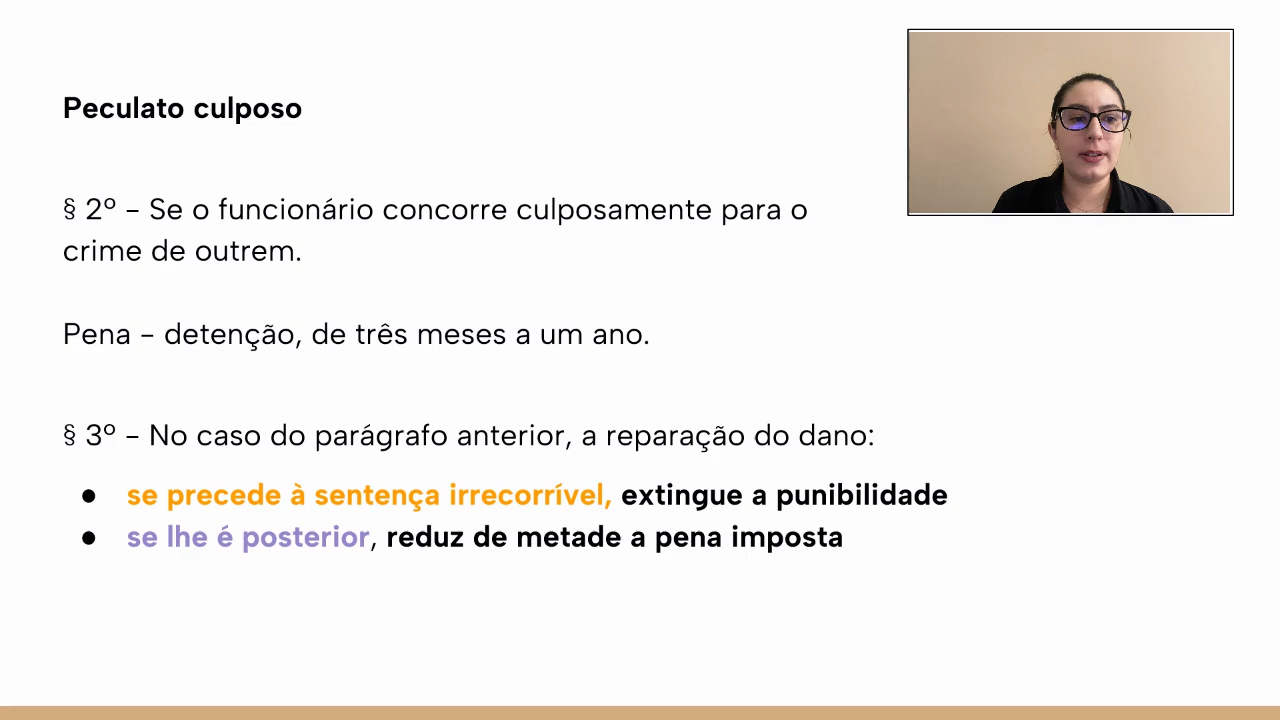 Peculato culposo
§ 2º – Se o funcionário concorre culposamente para o
crime de outrem.
Pena – detenção, de três meses a um ano.
§ 3º – No caso do parágrafo anterior, a reparação do dano:
● se precede à sentença irrecorrível, extingue a punibilidade
● se lhe é posterior, reduz de metade a pena imposta